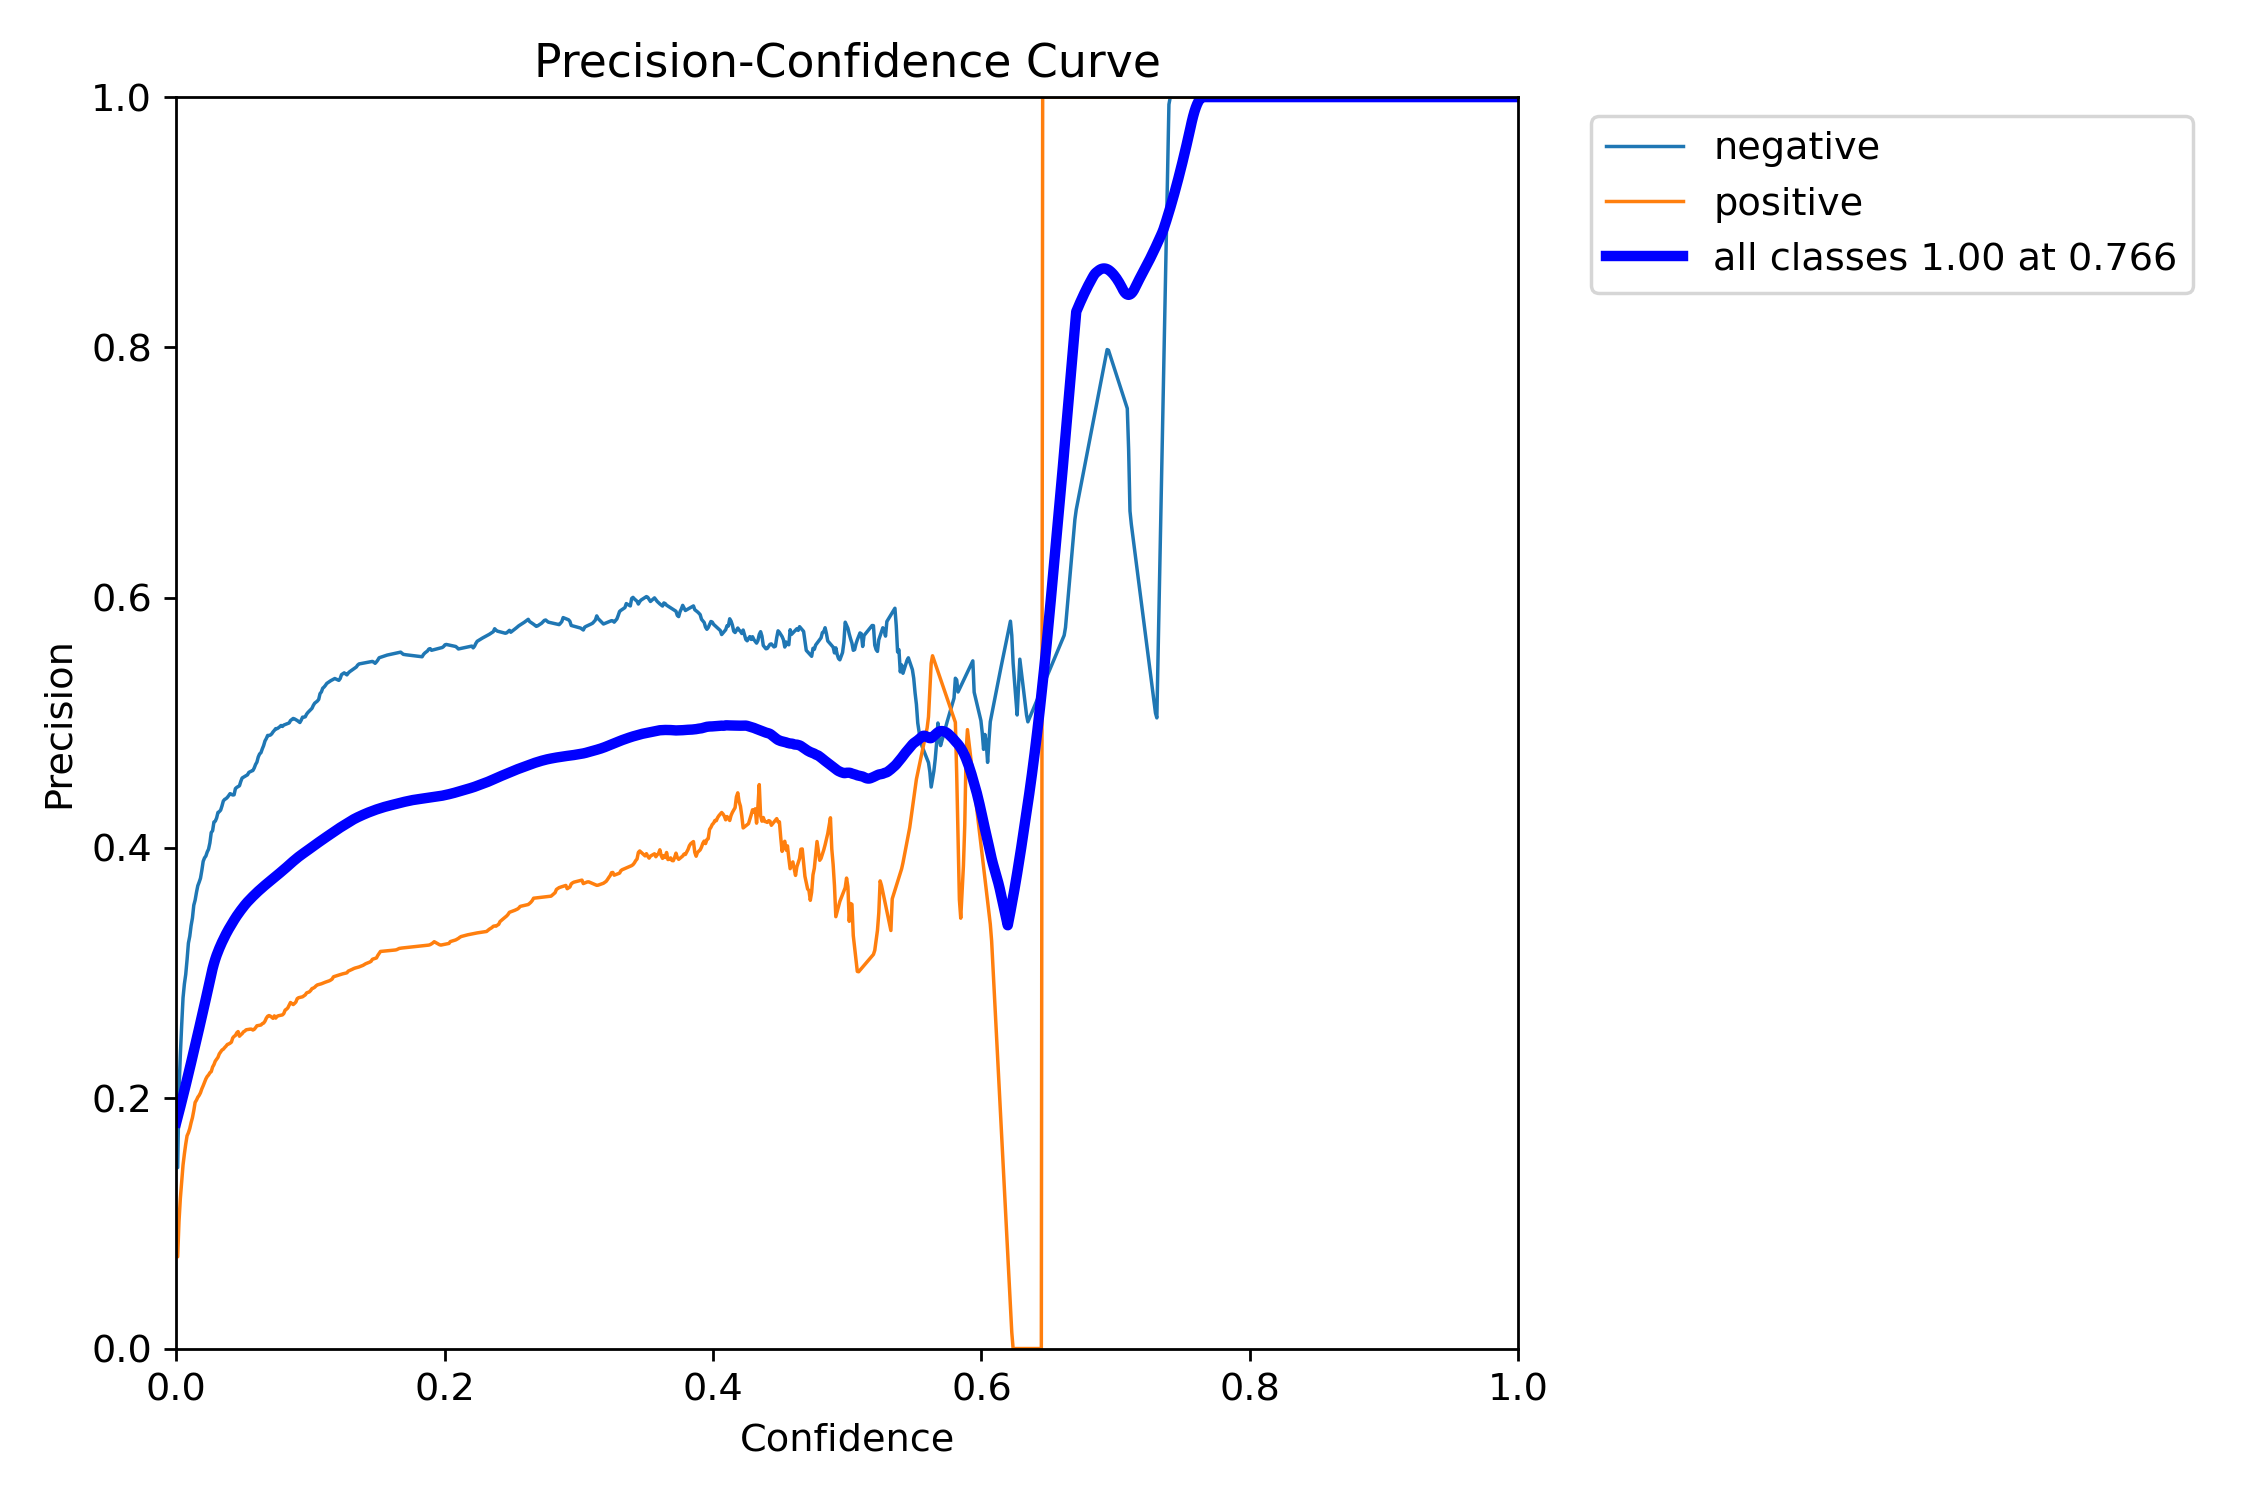 Precision-Confidence Curve
1.0
0.8
0.6
0.4
0.2
0.0
Precision
0.0 0.2 0.4 0.6 0.8 1.0
Confidence
negative
positive
all classes 1.00 at 0.766